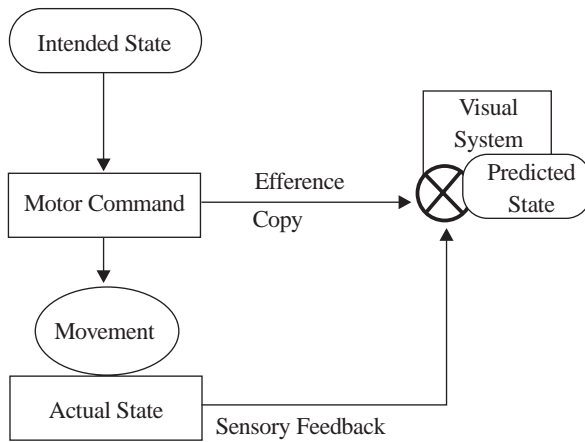 Intended State
Visual
System
Predicted
State
Efference
Copy
Motor Command
Movement
Actual State
Sensory Feedback